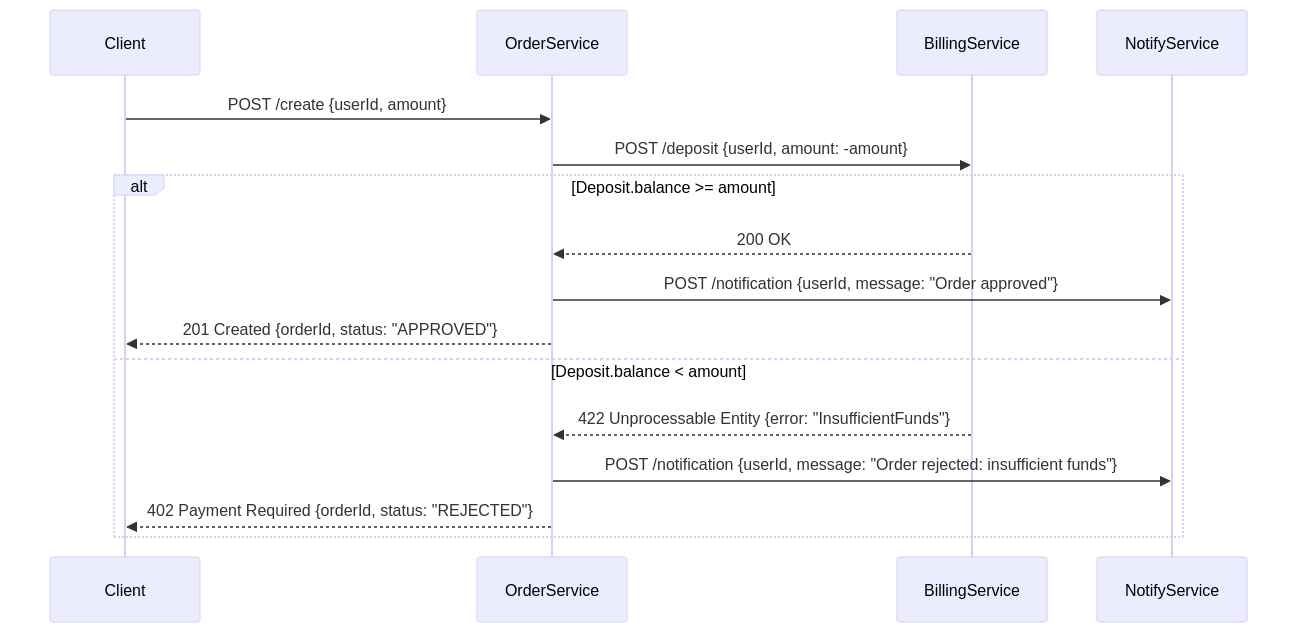 Client
OrderService
BillingService
NotifyService
POST /create {userId, amount}
POST /deposit {userId, amount: -amount}
alt
[Deposit.balance >= amount]
200 OK
POST /notification {userId, message: "Order approved"}
201 Created {orderId, status: "APPROVED"}
[Deposit.balance < amount]
422 Unprocessable Entity {error: "InsufficientFunds"}
POST /notification {userId, message: "Order rejected: insufficient funds"}
402 Payment Required {orderId, status: "REJECTED"}
Client
OrderService
BillingService
NotifyService